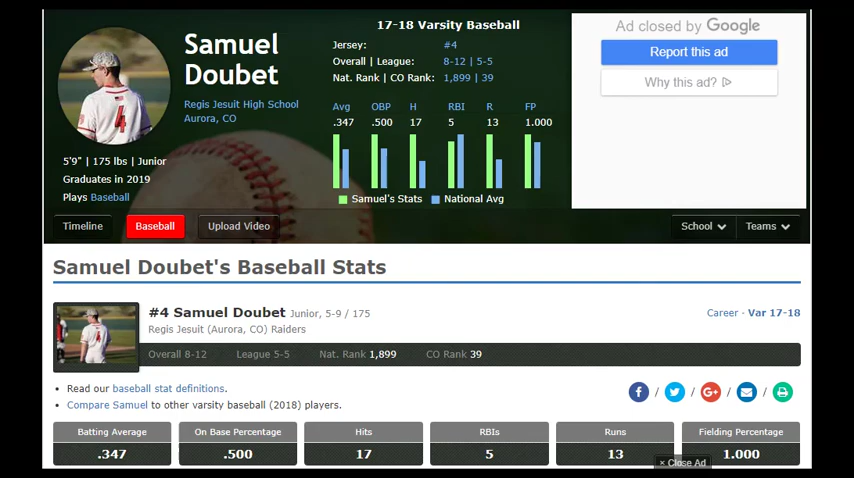 Samuel
Doubet
Regis Jesuit High School
Aurora, CO
5'9" | 175 lbs | Junior
Graduates in 2019
Plays Baseball
17-18 Varsity Baseball
Jersey: #4
Overall | League: 8-12 | 5-5
Nat. Rank | CO Rank: 1,899 | 39
Avg OBP H RBI R FP
.347 .500 17 5 13 1.000
Samuel's Stats National Avg
Ad closed by Google
Report this ad
Why this ad?
Timeline Baseball Upload Video School Teams
Samuel Doubet's Baseball Stats
#4 Samuel Doubet Junior, 5-9 / 175
Career - Var 17-18
Regis Jesuit (Aurora, CO) Raiders
Overall 8-12 League 5-5 Nat. Rank 1,899 CO Rank 39
• Read our baseball stat definitions.
• Compare Samuel to other varsity baseball (2018) players.
f / / G+ / /
Batting Average On Base Percentage Hits RBIs Runs Fielding Percentage
.347 .500 17 5 13 1.000
× Close Ad